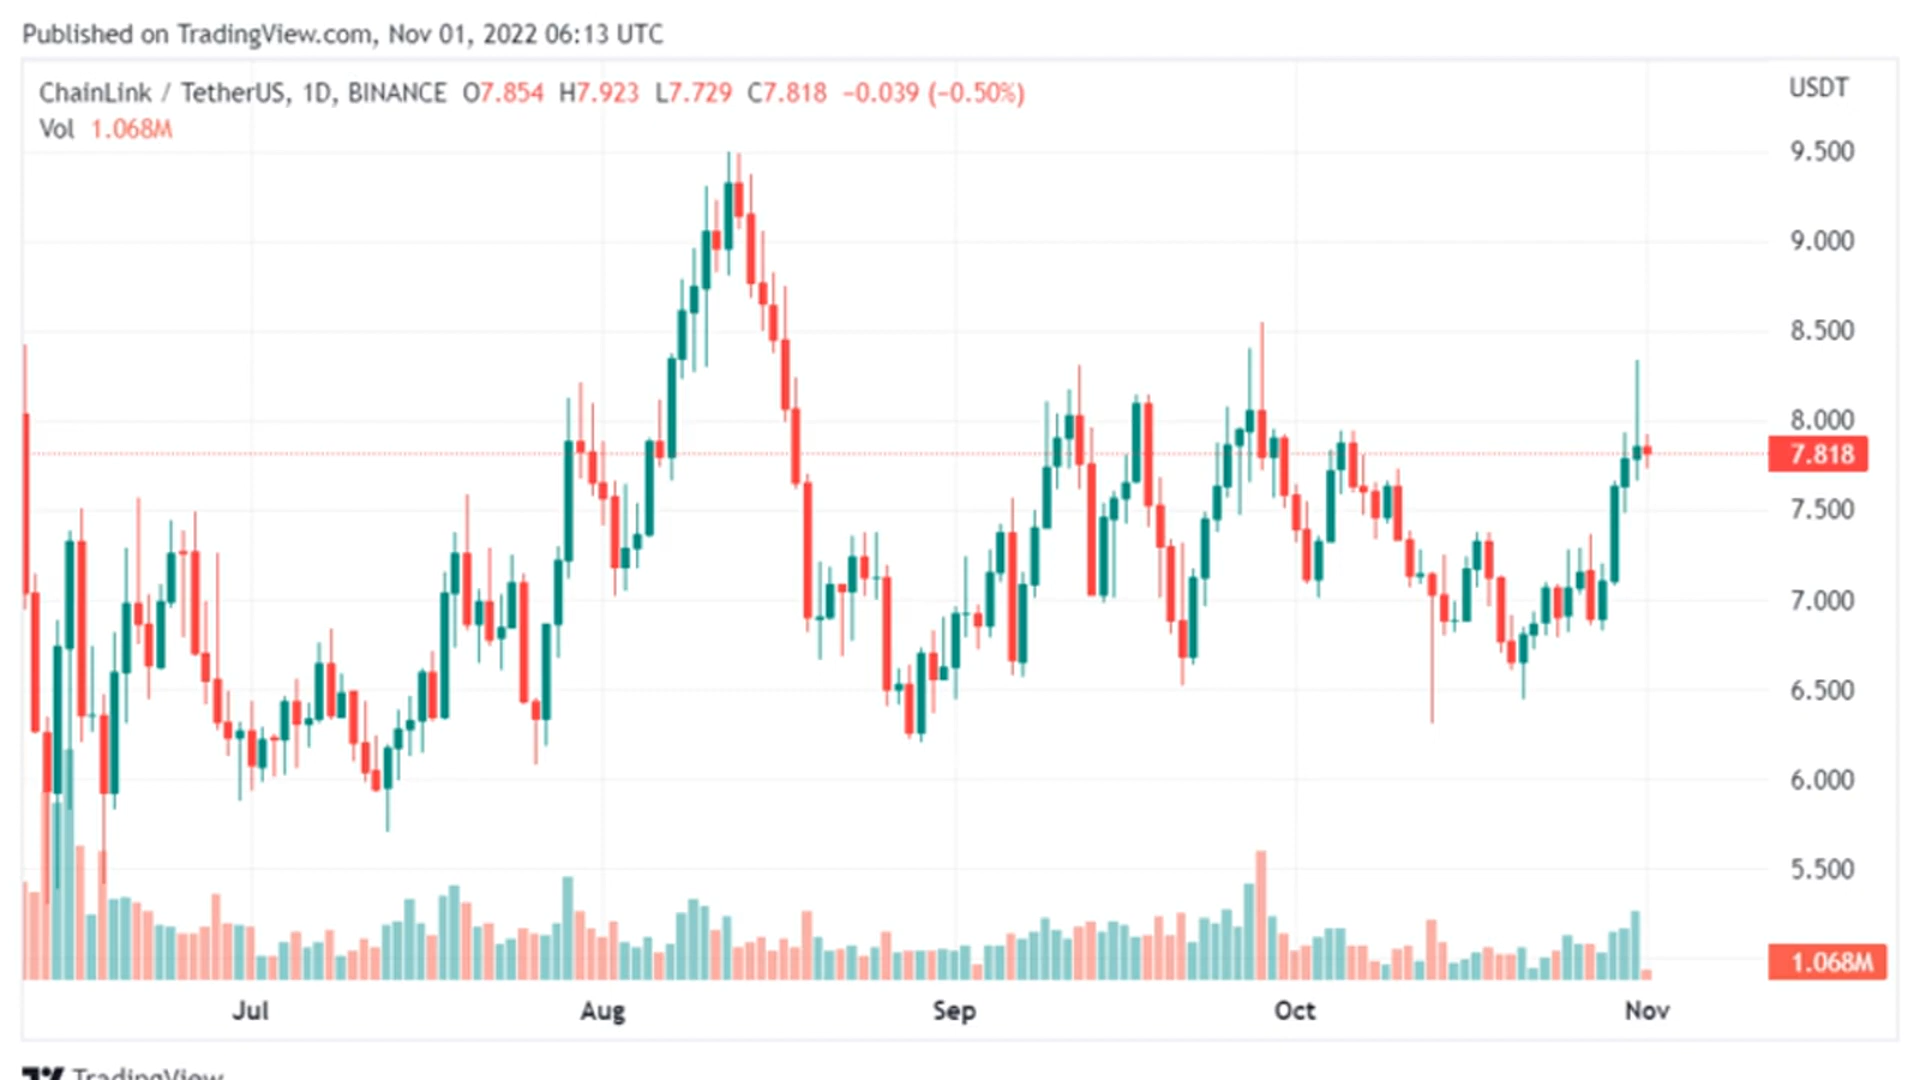 Published on TradingView.com, Nov 01, 2022 06:13 UTC
ChainLink / TetherUS, 1D, BINANCE O7.854 H7.923 L7.729 C7.818 −0.039 (−0.50%)
USDT
Vol 1.068M
9.500
9.000
8.500
8.000
7.818
7.500
7.000
6.500
6.000
5.500
1.068M
Jul Aug Sep Oct Nov
TradingView